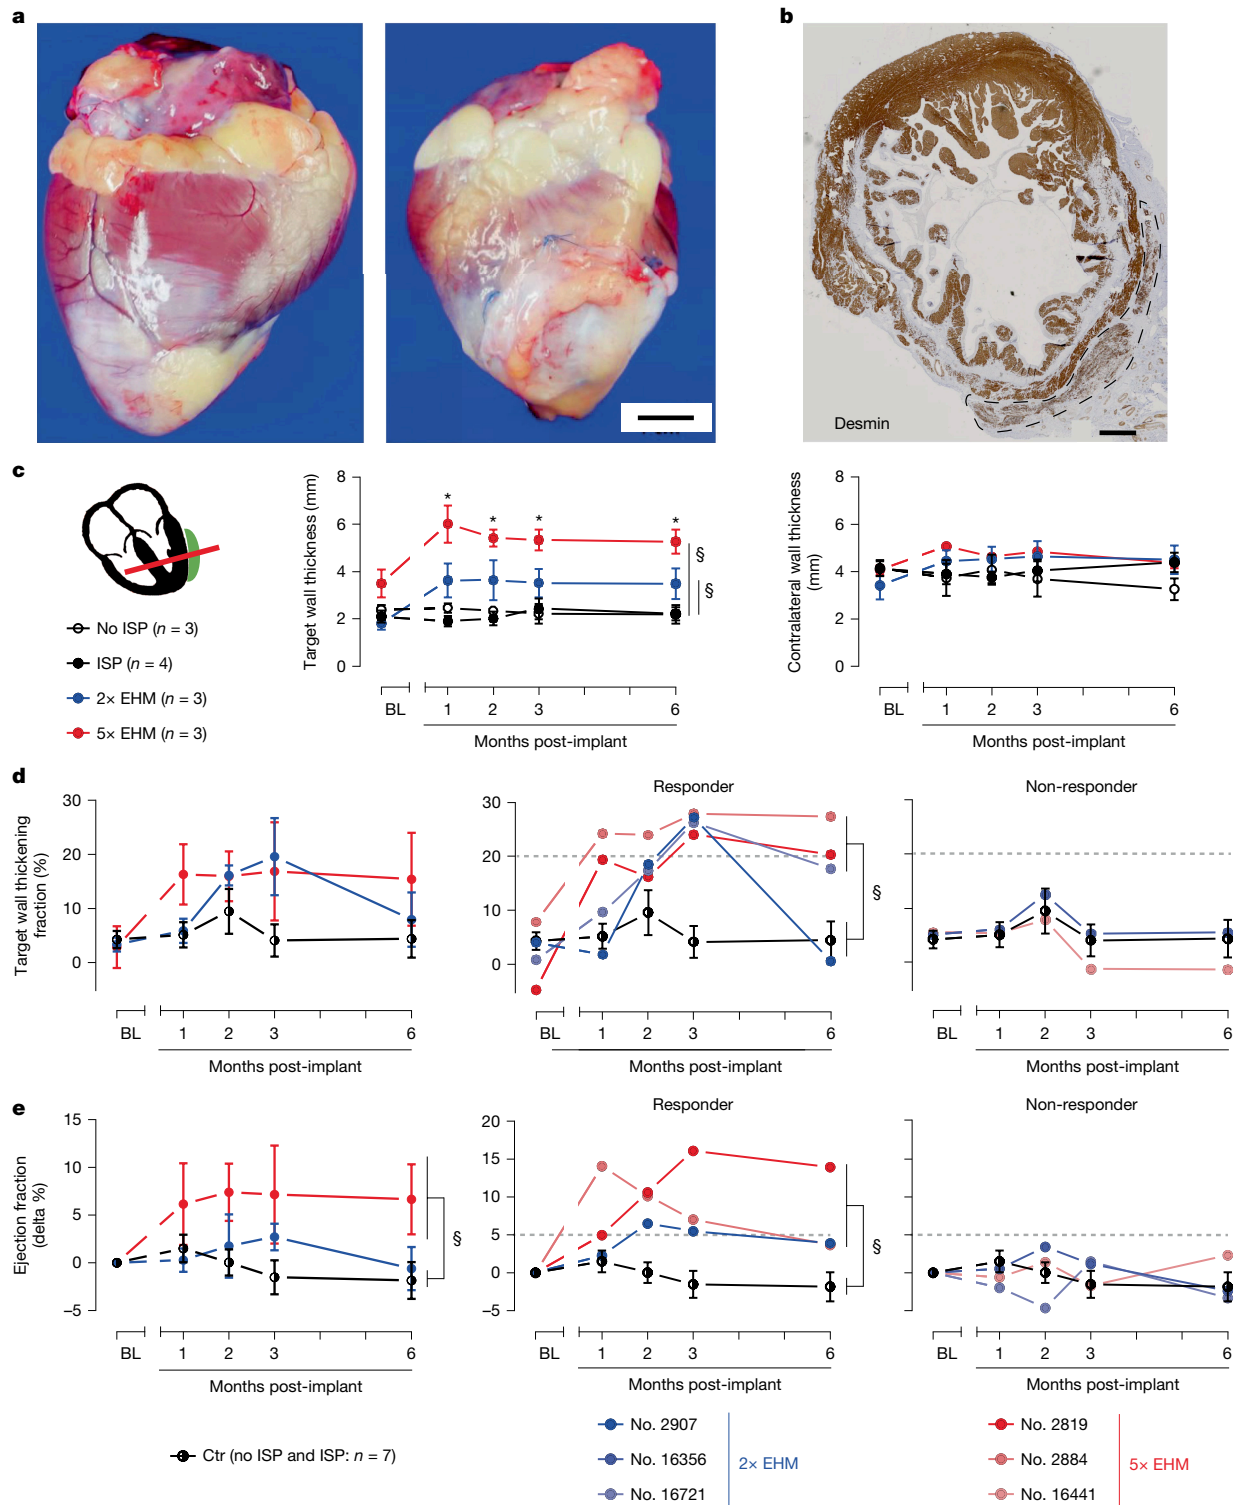 a
b
Desmin
c
No ISP (n = 3)
ISP (n = 4)
2× EHM (n = 3)
5× EHM (n = 3)
Target wall thickness (mm)
8
6
4
2
0
BL
1
2
3
6
Months post-implant
Contralateral wall thickness
(mm)
8
6
4
2
0
BL
1
2
3
6
Months post-implant
*
*
*
*
§
§
d
Target wall thickening
fraction (%)
30
20
10
0
BL
1
2
3
6
Months post-implant
Responder
30
20
10
0
§
BL
1
2
3
6
Months post-implant
Non-responder
BL
1
2
3
6
Months post-implant
e
Ejection fraction
(delta %)
15
10
5
0
−5
§
BL
1
2
3
6
Months post-implant
Responder
20
15
10
5
0
−5
§
BL
1
2
3
6
Months post-implant
Non-responder
BL
1
2
3
6
Months post-implant
Ctr (no ISP and ISP: n = 7)
No. 2907
No. 16356
No. 16721
2× EHM
No. 2819
No. 2884
No. 16441
5× EHM